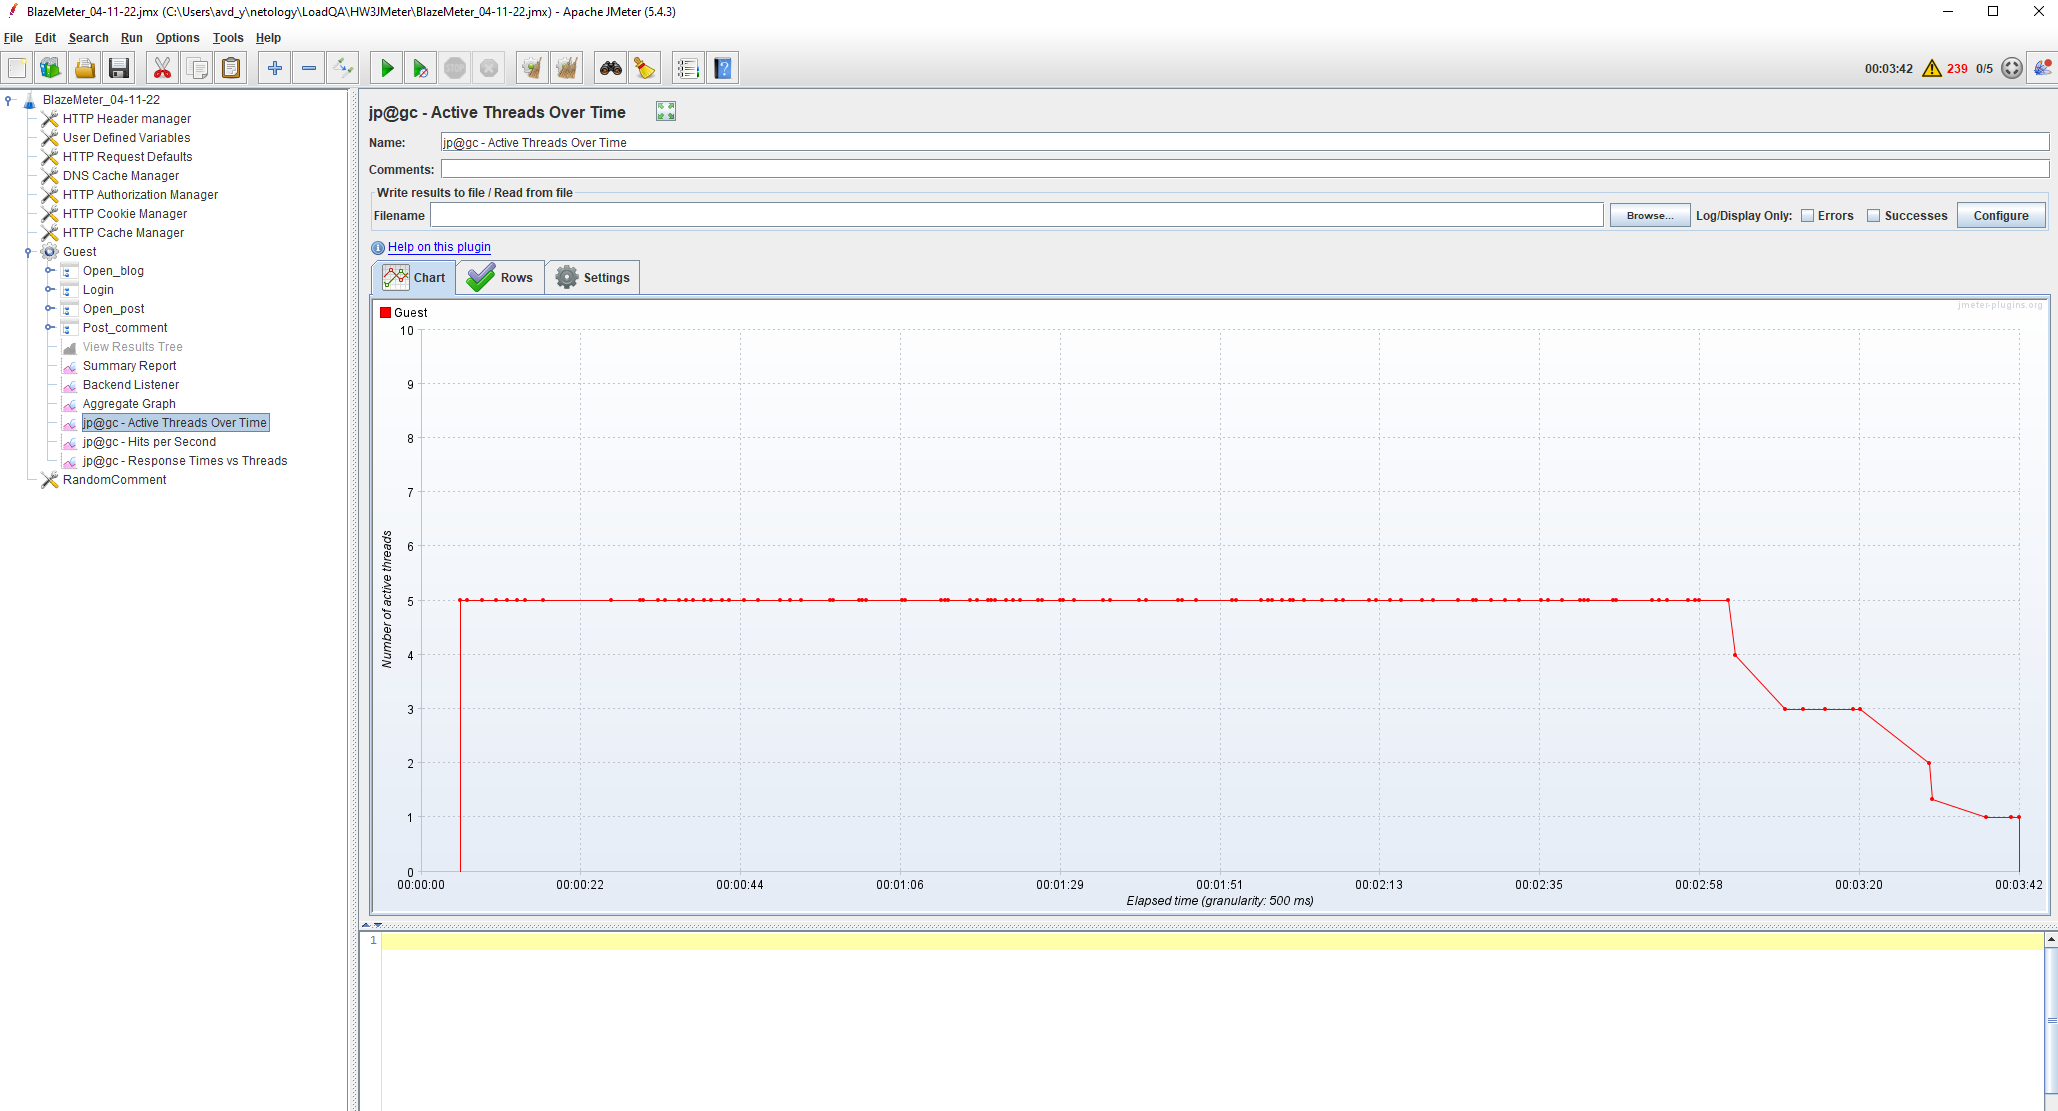 BlazeMeter_04-11-22.jmx (C:\Users\avd_y\netology\LoadQA\HW3JMeter\BlazeMeter_04-11-22.jmx) - Apache JMeter (5.4.3)
File Edit Search Run Options Tools Help
STOP
00:03:42 239 0/5
BlazeMeter_04-11-22
HTTP Header manager
User Defined Variables
HTTP Request Defaults
DNS Cache Manager
HTTP Authorization Manager
HTTP Cookie Manager
HTTP Cache Manager
Guest
Open_blog
Login
Open_post
Post_comment
View Results Tree
Summary Report
Backend Listener
Aggregate Graph
jp@gc - Active Threads Over Time
jp@gc - Hits per Second
jp@gc - Response Times vs Threads
RandomComment
jp@gc - Active Threads Over Time
Name: jp@gc - Active Threads Over Time
Comments:
Write results to file / Read from file
Filename Browse... Log/Display Only: Errors Successes Configure
Help on this plugin
Chart Rows Settings
jmeter-plugins.org
Guest
10
9
8
7
6
5
4
3
2
1
0
Number of active threads
00:00:00 00:00:22 00:00:44 00:01:06 00:01:29 00:01:51 00:02:13 00:02:35 00:02:58 00:03:20 00:03:42
Elapsed time (granularity: 500 ms)
1